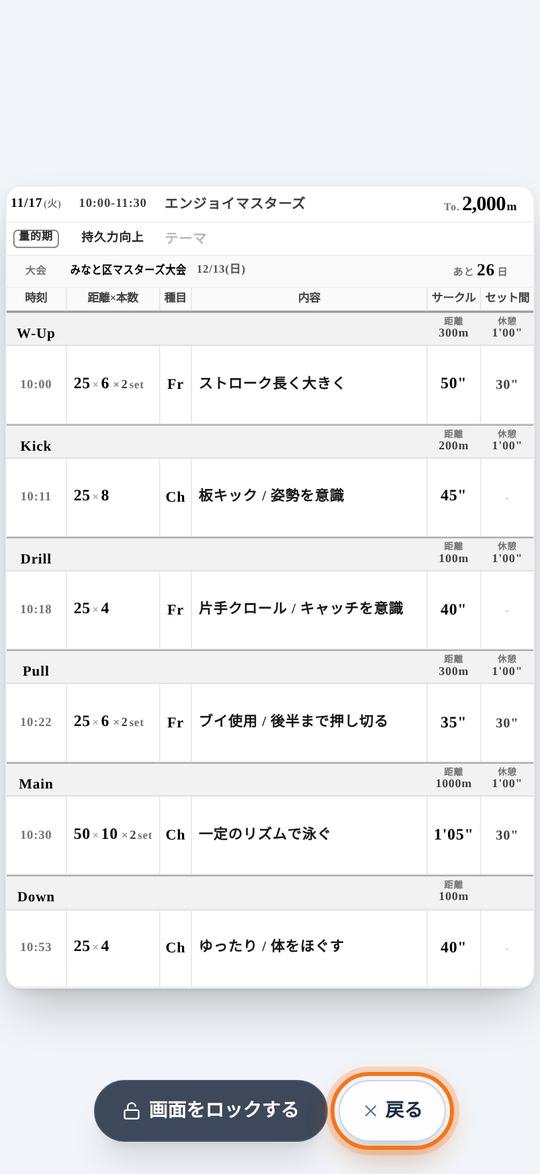 11/17(火) 10:00-11:30 エンジョイマスターズ To. 2,000m
量的期 持久力向上 テーマ
大会 みなと区マスターズ大会 12/13(日) あと 26 日
時刻 距離×本数 種目 内容 サークル セット間
W-Up 距離 300m 休憩 1'00"
10:00 25×6 ×2set Fr ストローク長く大きく 50" 30"
Kick 距離 200m 休憩 1'00"
10:11 25×8 Ch 板キック / 姿勢を意識 45" -
Drill 距離 100m 休憩 1'00"
10:18 25×4 Fr 片手クロール / キャッチを意識 40" -
Pull 距離 300m 休憩 1'00"
10:22 25×6 ×2set Fr ブイ使用 / 後半まで押し切る 35" 30"
Main 距離 1000m 休憩 1'00"
10:30 50×10 ×2set Ch 一定のリズムで泳ぐ 1'05" 30"
Down 距離 100m
10:53 25×4 Ch ゆったり / 体をほぐす 40" -
画面をロックする × 戻る